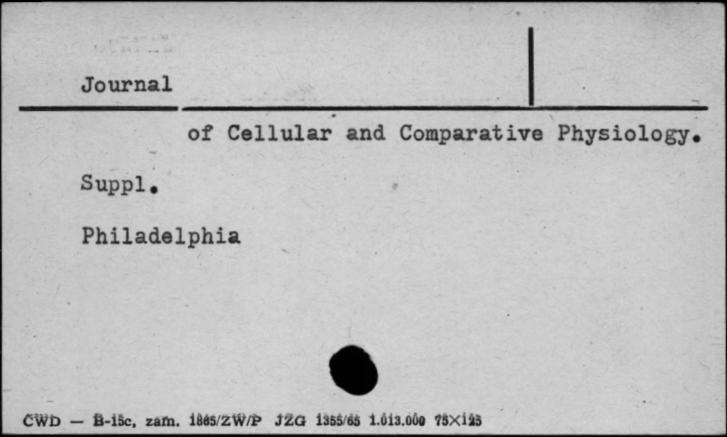 Journal
of Cellular and Comparative Physiology.
Suppl.
Philadelphia
CWD — B-15c, zam. 1865/ZW/P JZG 1355/65 1.013.000 75×125